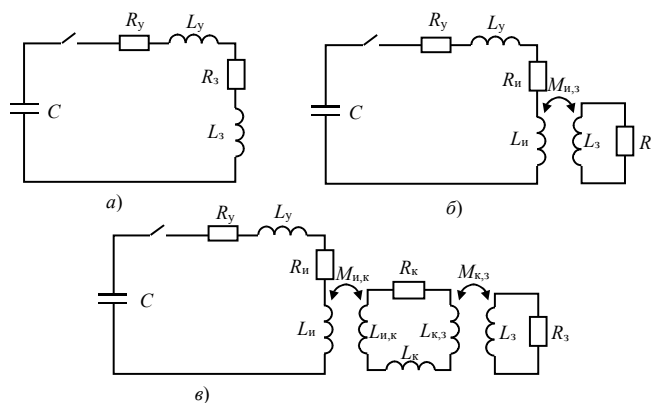 Rу Lу
Rз
C
Lз
а)
Rу Lу
Rи
Mи,з
C
Lи Lз R
б)
Rу Lу
Rи Mи,к Rк Mк,з
C
Lи Lи,к Lк,з Lз Rз
Lк
в)